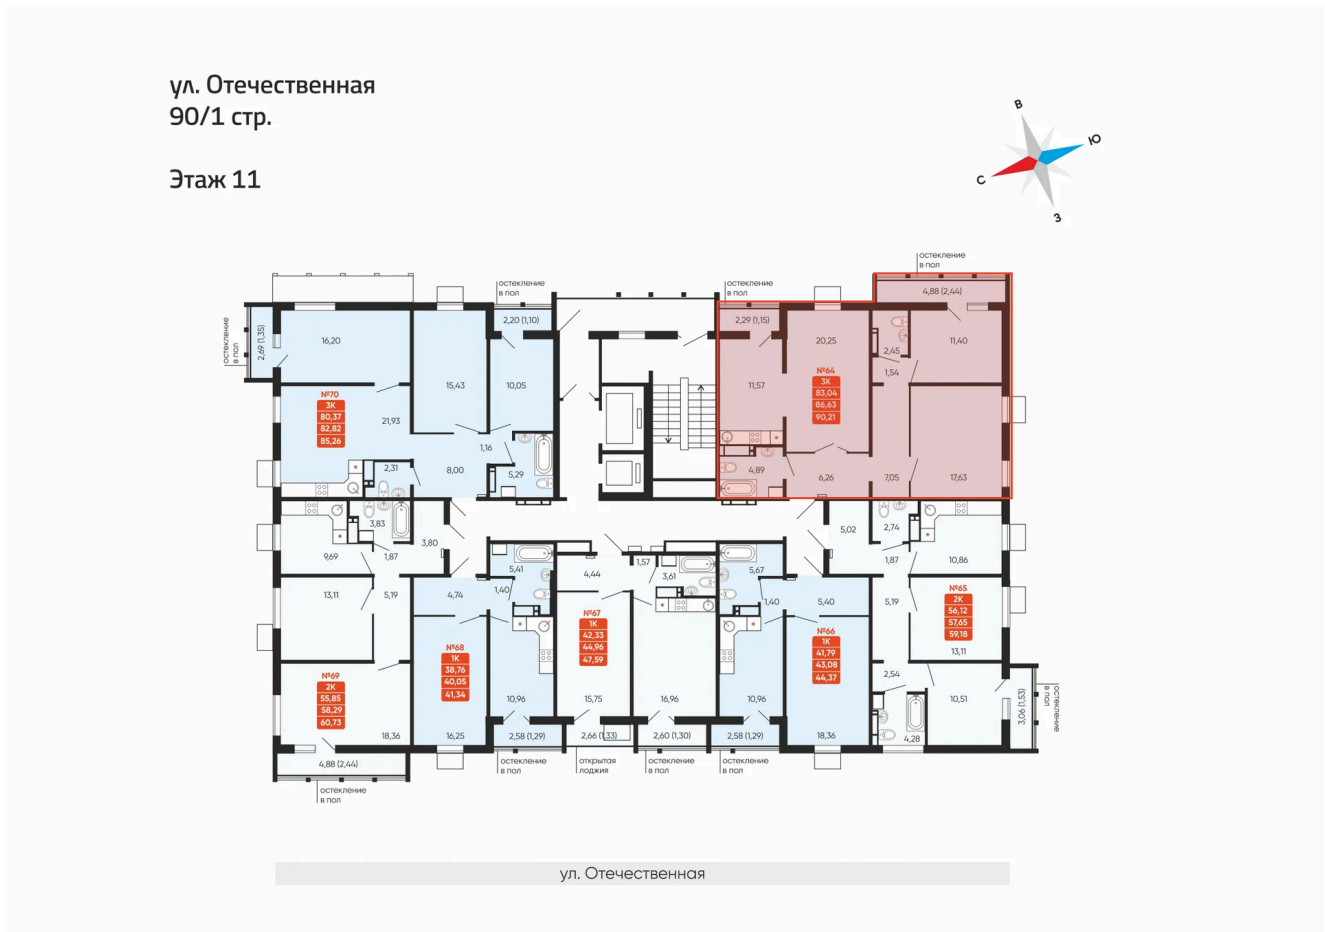 ул. Отечественная
90/1 стр.
Этаж 11
В
Ю
С
З
остекление
в пол
4,88 (2,44)
остекление
в пол
2,29 (1,15)
20,25
11,40
2,45
1,54
11,57
№64
3К
83,04
86,63
90,21
4,89
6,26
7,05
17,63
остекление
в пол
2,20 (1,10)
остекление
в пол
2,69 (1,35)
16,20
15,43
10,05
№70
3К
80,37
82,82
85,26
21,93
1,16
2,31
8,00
5,29
3,83
3,80
9,69
1,87
13,11
5,19
№69
2К
55,85
58,29
60,73
18,36
4,88 (2,44)
остекление
в пол
5,41
4,74
1,40
№68
1К
38,76
40,05
41,34
10,96
16,25
2,58 (1,29)
остекление
в пол
4,44
1,57
3,61
№67
1К
42,33
44,96
47,59
15,75
16,96
2,66 (1,33)
открытая
лоджия
2,60 (1,30)
остекление
в пол
5,67
1,40
5,40
№66
1К
41,79
43,08
44,37
10,96
18,36
2,58 (1,29)
остекление
в пол
5,02
2,74
1,87
10,86
5,19
№65
2К
56,12
57,65
59,18
13,11
2,54
10,51
4,28
3,06 (1,53)
остекление
в пол
ул. Отечественная